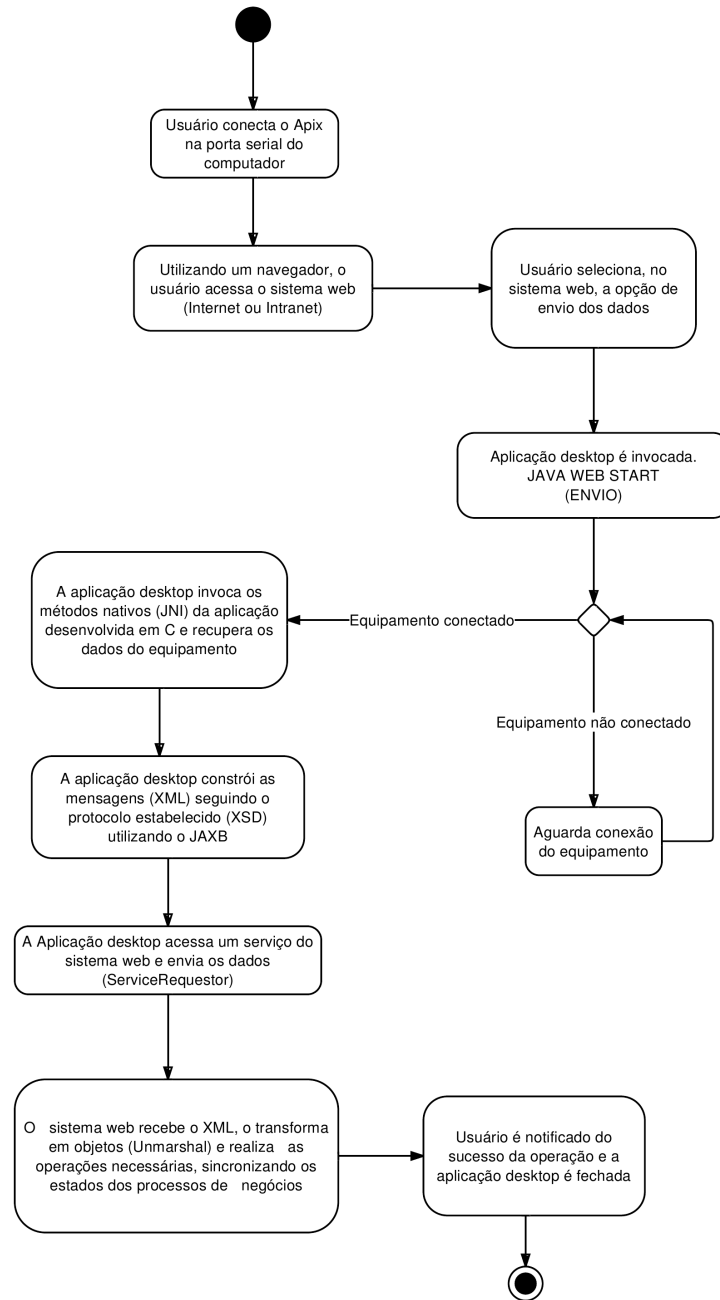 Usuário conecta o Apix
na porta serial do
computador
Utilizando um navegador, o
usuário acessa o sistema web
(Internet ou Intranet)
Usuário seleciona, no
sistema web, a opção de
envio dos dados
Aplicação desktop é invocada.
JAVA WEB START
(ENVIO)
A aplicação desktop invoca os
métodos nativos (JNI) da aplicação
desenvolvida em C e recupera os
dados do equipamento
Equipamento conectado
Equipamento não conectado
Aguarda conexão
do equipamento
A aplicação desktop constrói as
mensagens (XML) seguindo o
protocolo estabelecido (XSD)
utilizando o JAXB
A Aplicação desktop acessa um serviço do
sistema web e envia os dados
(ServiceRequestor)
O sistema web recebe o XML, o transforma
em objetos (Unmarshal) e realiza as
operações necessárias, sincronizando os
estados dos processos de negócios
Usuário é notificado do
sucesso da operação e a
aplicação desktop é fechada